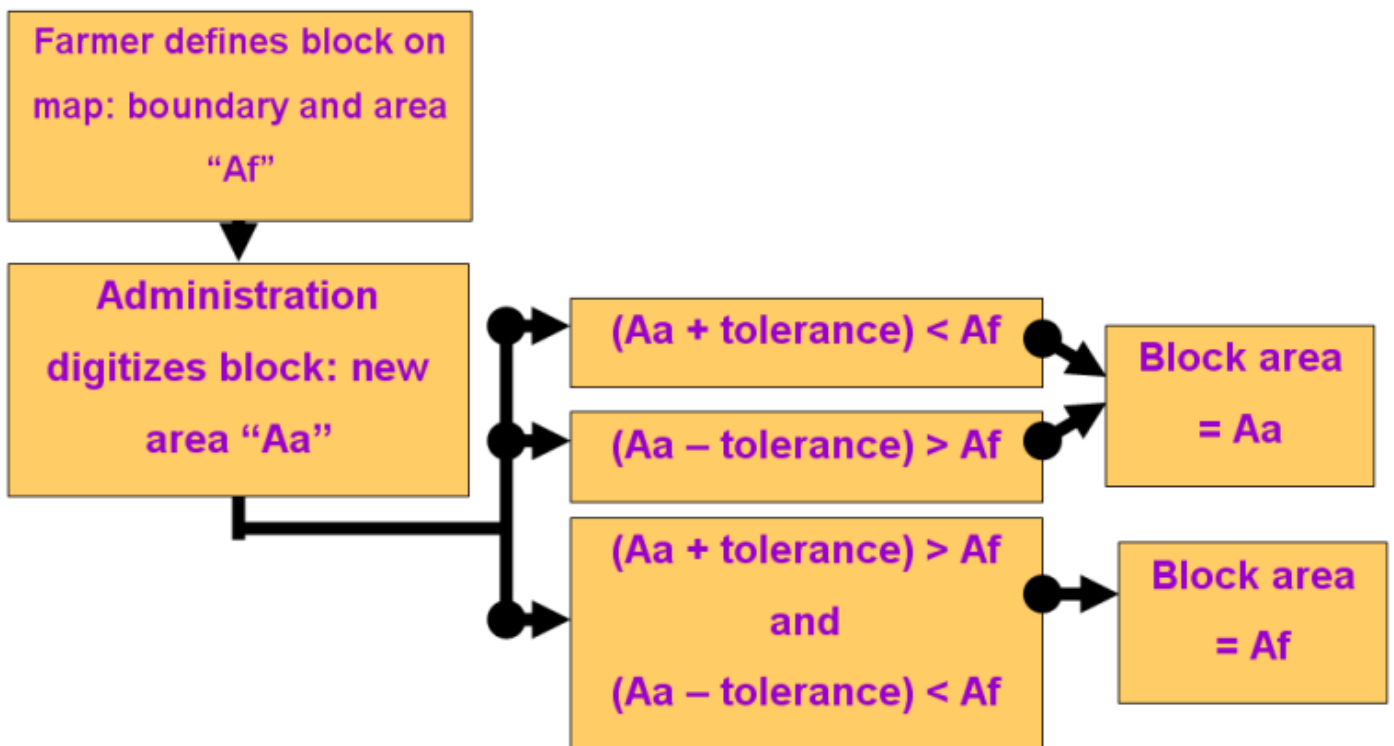 Farmer defines block on
map: boundary and area
“Af”
Administration
digitizes block: new
area “Aa”
(Aa + tolerance) < Af
(Aa – tolerance) > Af
(Aa + tolerance) > Af
and
(Aa – tolerance) < Af
Block area
= Aa
Block area
= Af